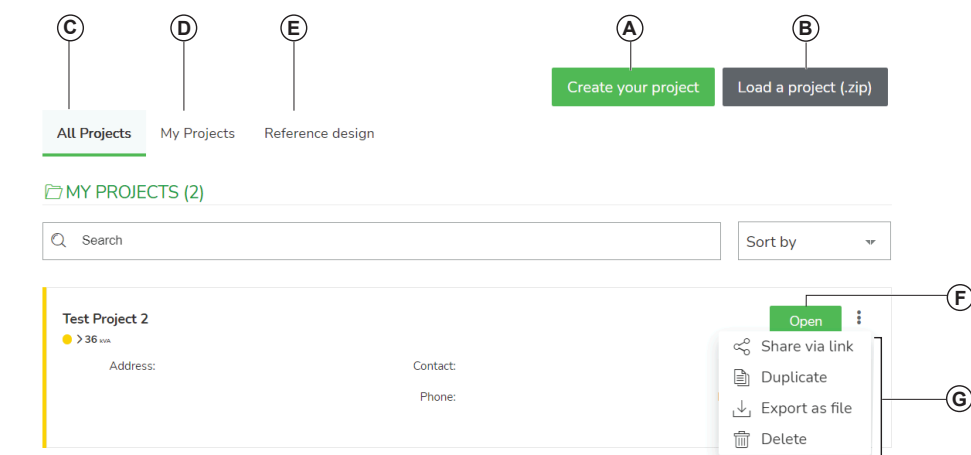 C D E A B
Create your project Load a project (.zip)
All Projects My Projects Reference design
MY PROJECTS (2)
Search Sort by
F
Test Project 2 Open
> 36 kVA
Share via link
Address: Contact:
Duplicate
Phone: G
Export as file
Delete